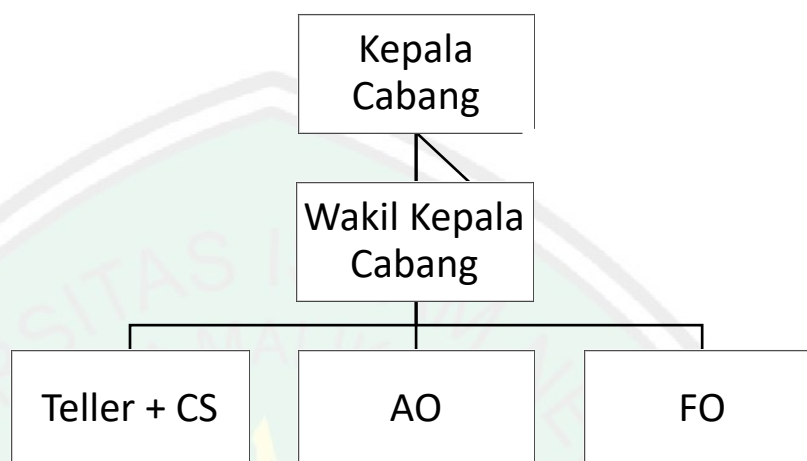 Kepala
Cabang
Wakil Kepala
Cabang
Teller + CS
AO
FO